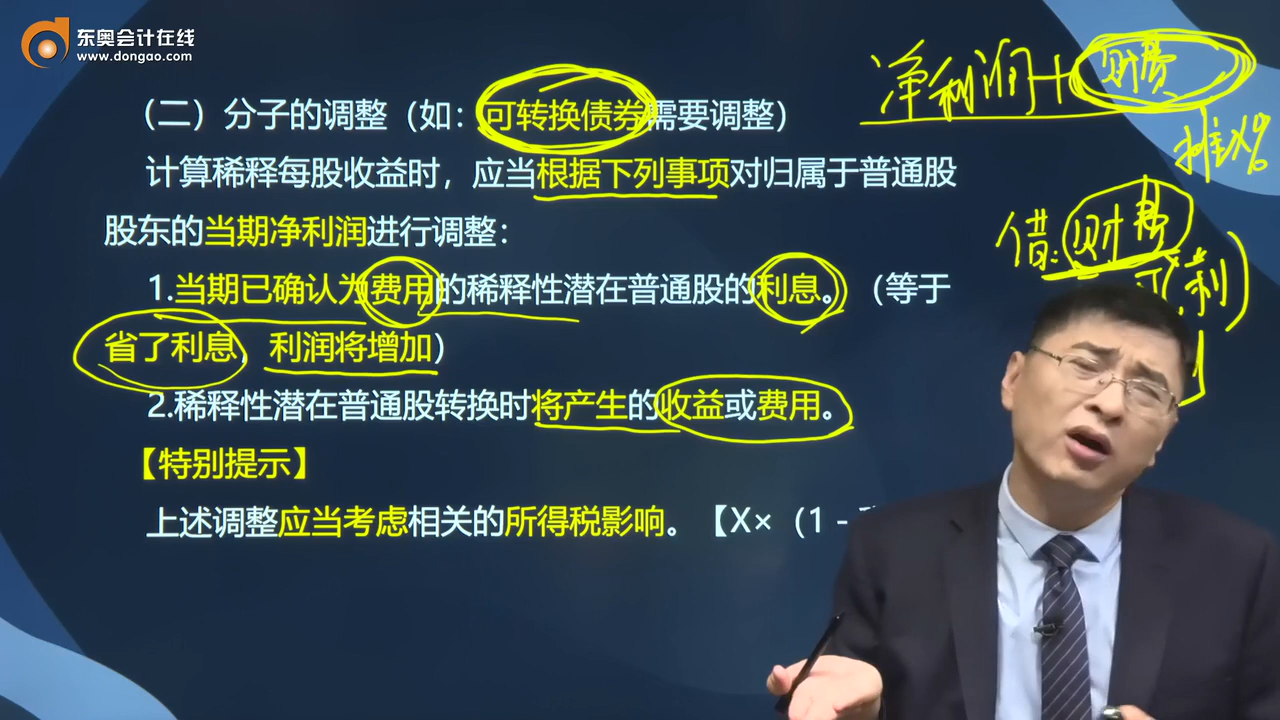 东奥会计在线
www.dongao.com
（二）分子的调整（如：可转换债券需要调整）
计算稀释每股收益时，应当根据下列事项对归属于普通股
股东的当期净利润进行调整：
1.当期已确认为费用的稀释性潜在普通股的利息。（等于
省了利息，利润将增加）
2.稀释性潜在普通股转换时将产生的收益或费用。
【特别提示】
上述调整应当考虑相关的所得税影响。【X×（1-
净利润+财费
借:财费